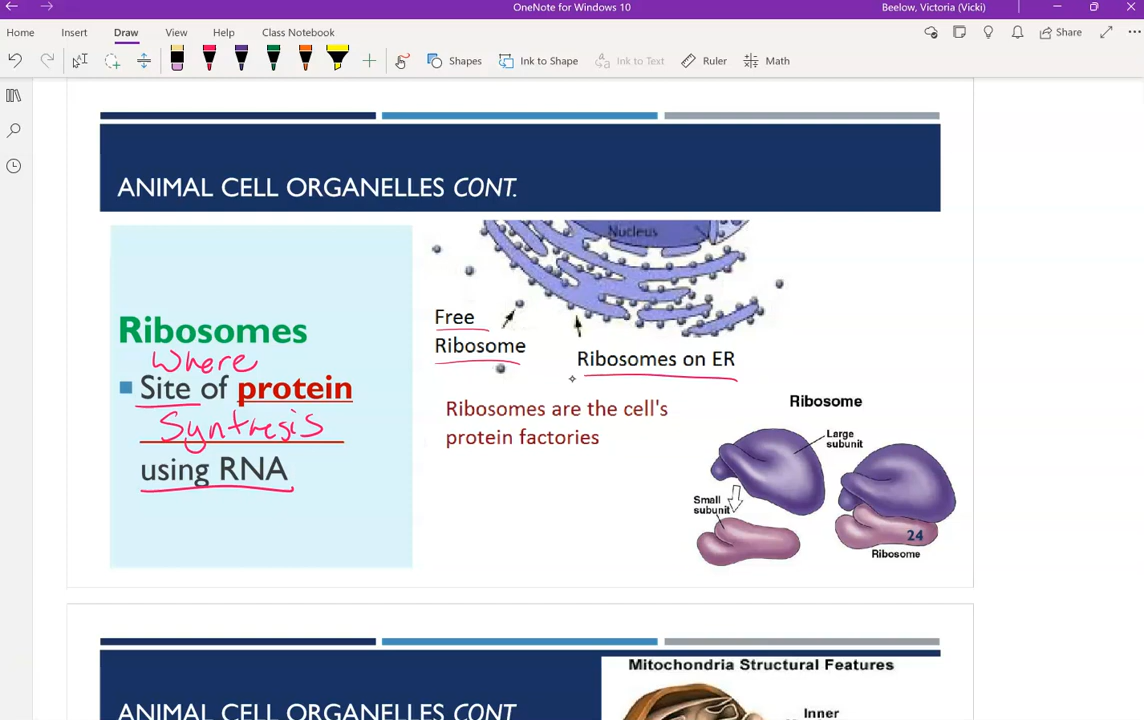 OneNote for Windows 10
Beelow, Victoria (Vicki)
Home Insert Draw View Help Class Notebook
Share
Shapes Ink to Shape Ink to Text Ruler Math
ANIMAL CELL ORGANELLES CONT.
Nucleus
Free
Ribosome
Ribosomes on ER
Ribosomes
Where
Site of protein
Synthesis
using RNA
Ribosomes are the cell's
protein factories
Ribosome
Large
subunit
Small
subunit
24
Ribosome
Mitochondria Structural Features
ANIMAL CELL ORGANELLES CONT
Inner